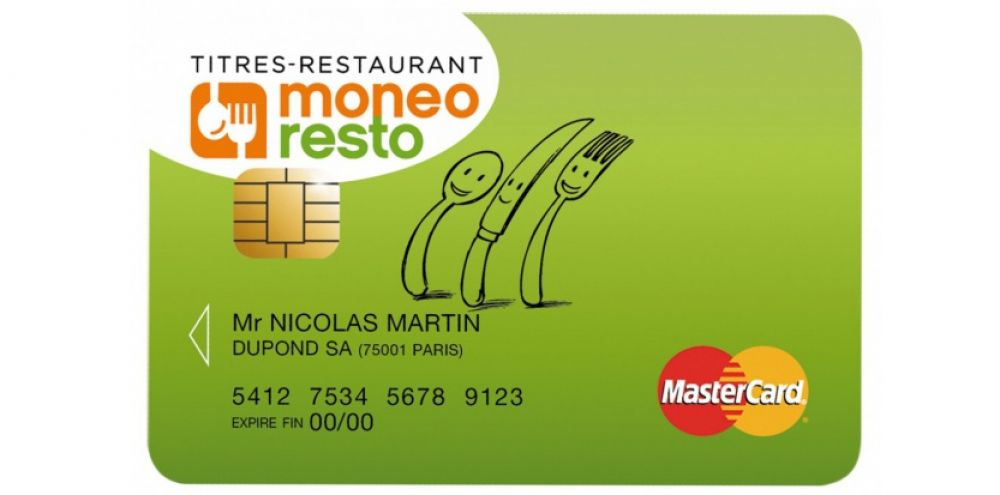 TITRES-RESTAURANT
moneo
resto
Mr NICOLAS MARTIN
DUPOND SA (75001 PARIS)
5412 7534 5678 9123
EXPIRE FIN 00/00
MasterCard